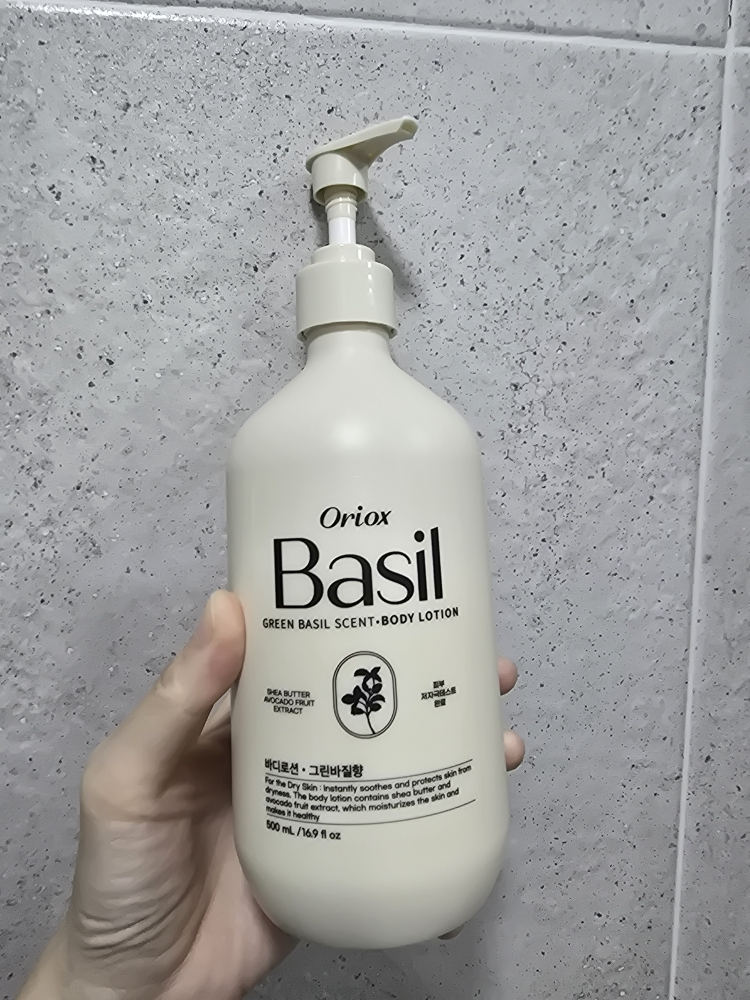 Oriox
Basil
GREEN BASIL SCENT•BODY LOTION
SHEA BUTTER
AVOCADO FRUIT
EXTRACT
피부
저자극테스트
완료
바디로션 • 그린바질향
For the Dry Skin : Instantly soothes and protects skin from
dryness. The body lotion contains shea butter and
avocado fruit extract, which moisturizes the skin and
makes it healthy
500 mL / 16.9 fl oz